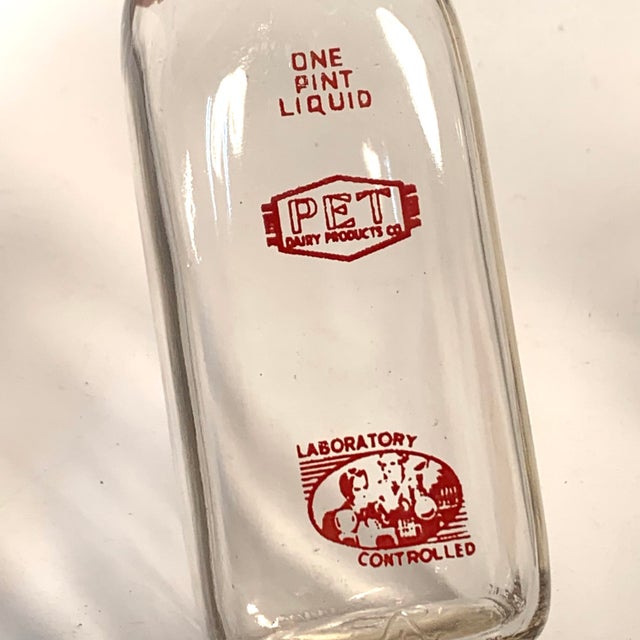 ONE
PINT
LIQUID
PET
DAIRY PRODUCTS CO.
LABORATORY
CONTROLLED